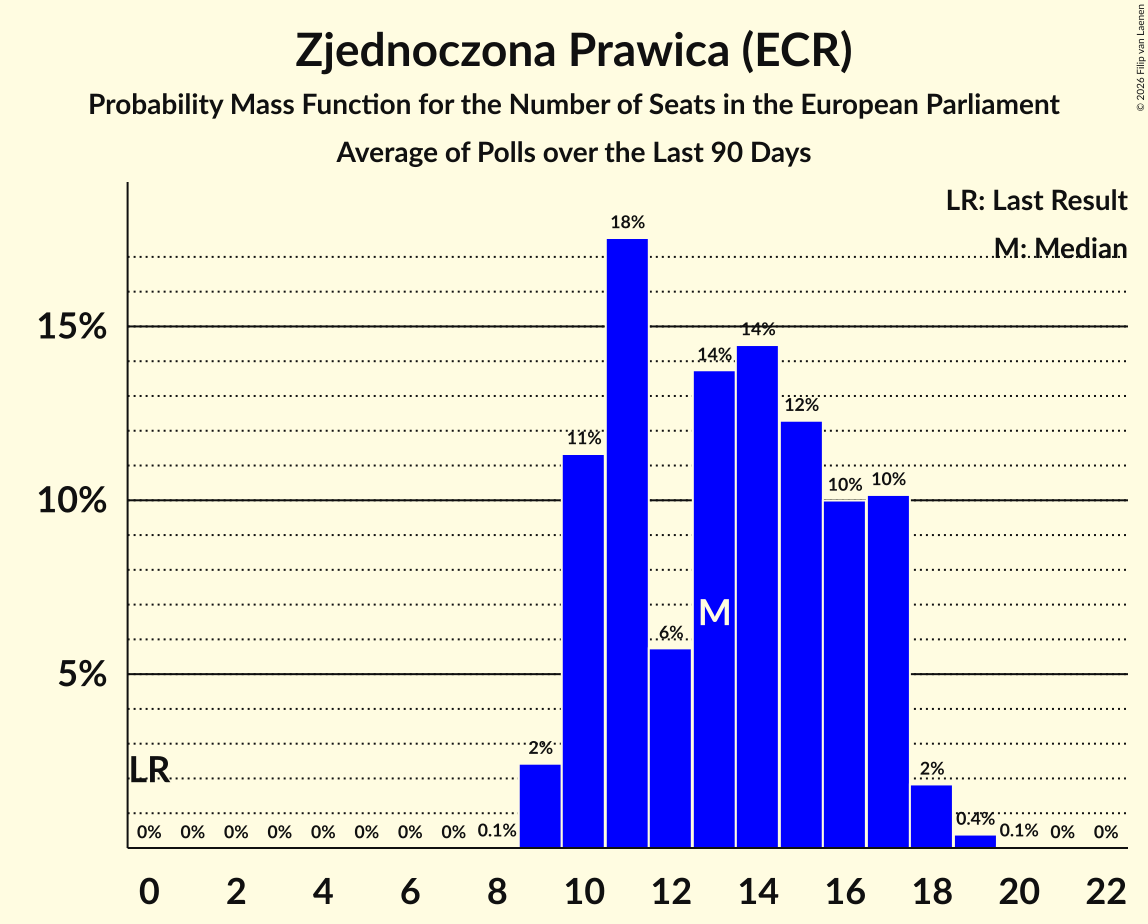 © 2026 Filip van Laenen
Zjednoczona Prawica (ECR)
Probability Mass Function for the Number of Seats in the European Parliament
Average of Polls over the Last 90 Days
LR: Last Result
M: Median
15%
10%
5%
0% 0% 0% 0% 0% 0% 0% 0% 0.1% 2% 11% 18% 6% 14% 14% 12% 10% 10% 2% 0.4% 0.1% 0% 0%
LR
M
0 2 4 6 8 10 12 14 16 18 20 22